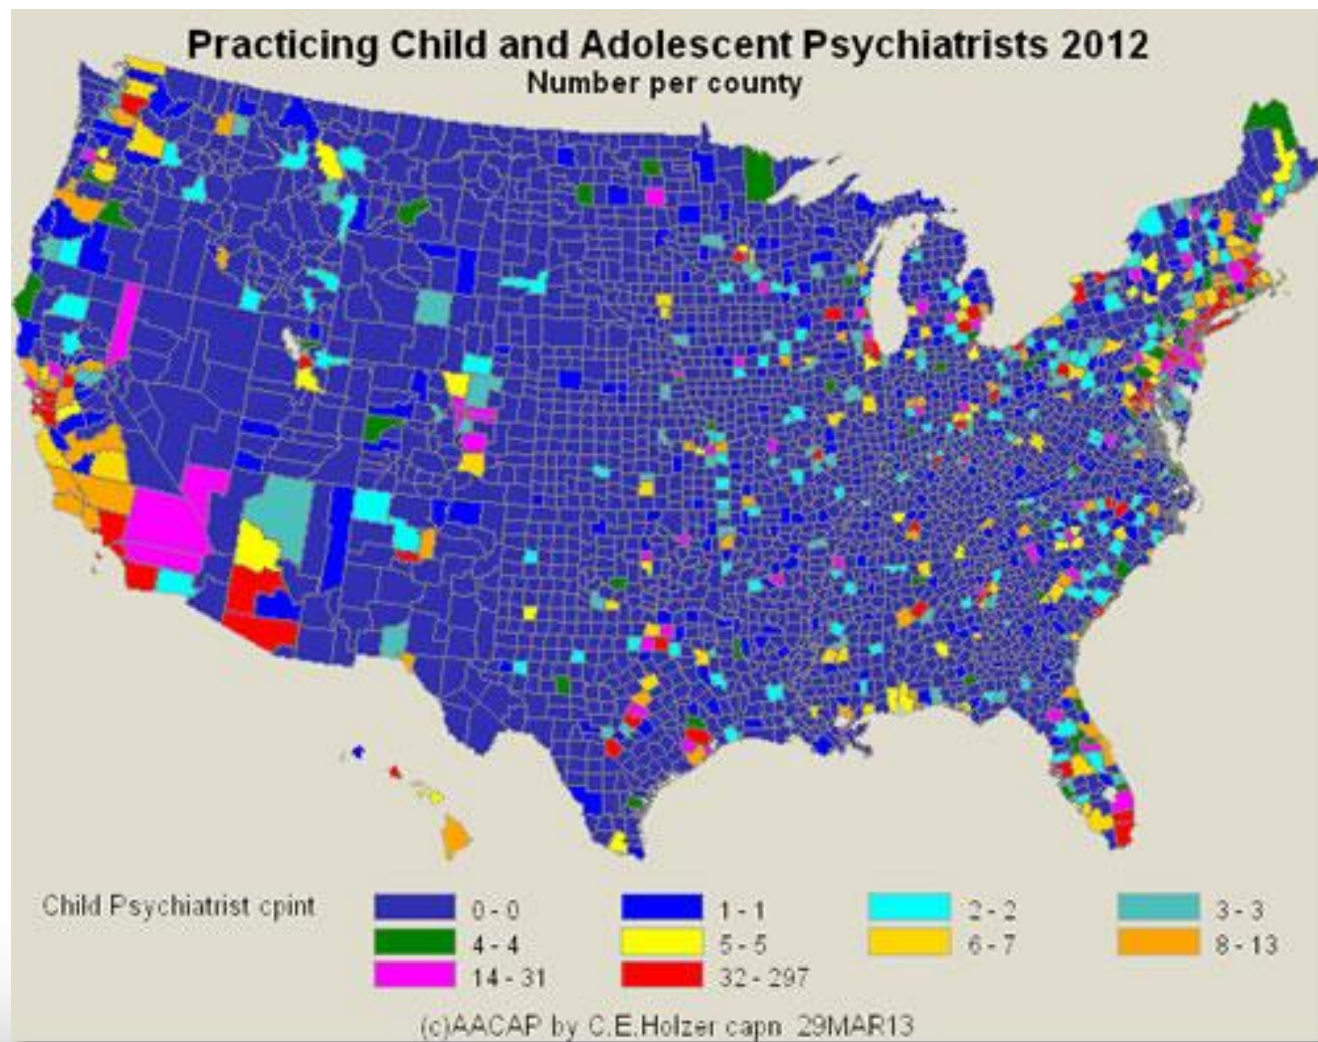 Practicing Child and Adolescent Psychiatrists 2012
Number per county
Child Psychiatrist cpint 0 - 0 1 - 1 2 - 2 3 - 3
4 - 4 5 - 5 6 - 7 8 - 13
14 - 31 32 - 297
(c)AACAP by C.E.Holzer capn 29MAR13